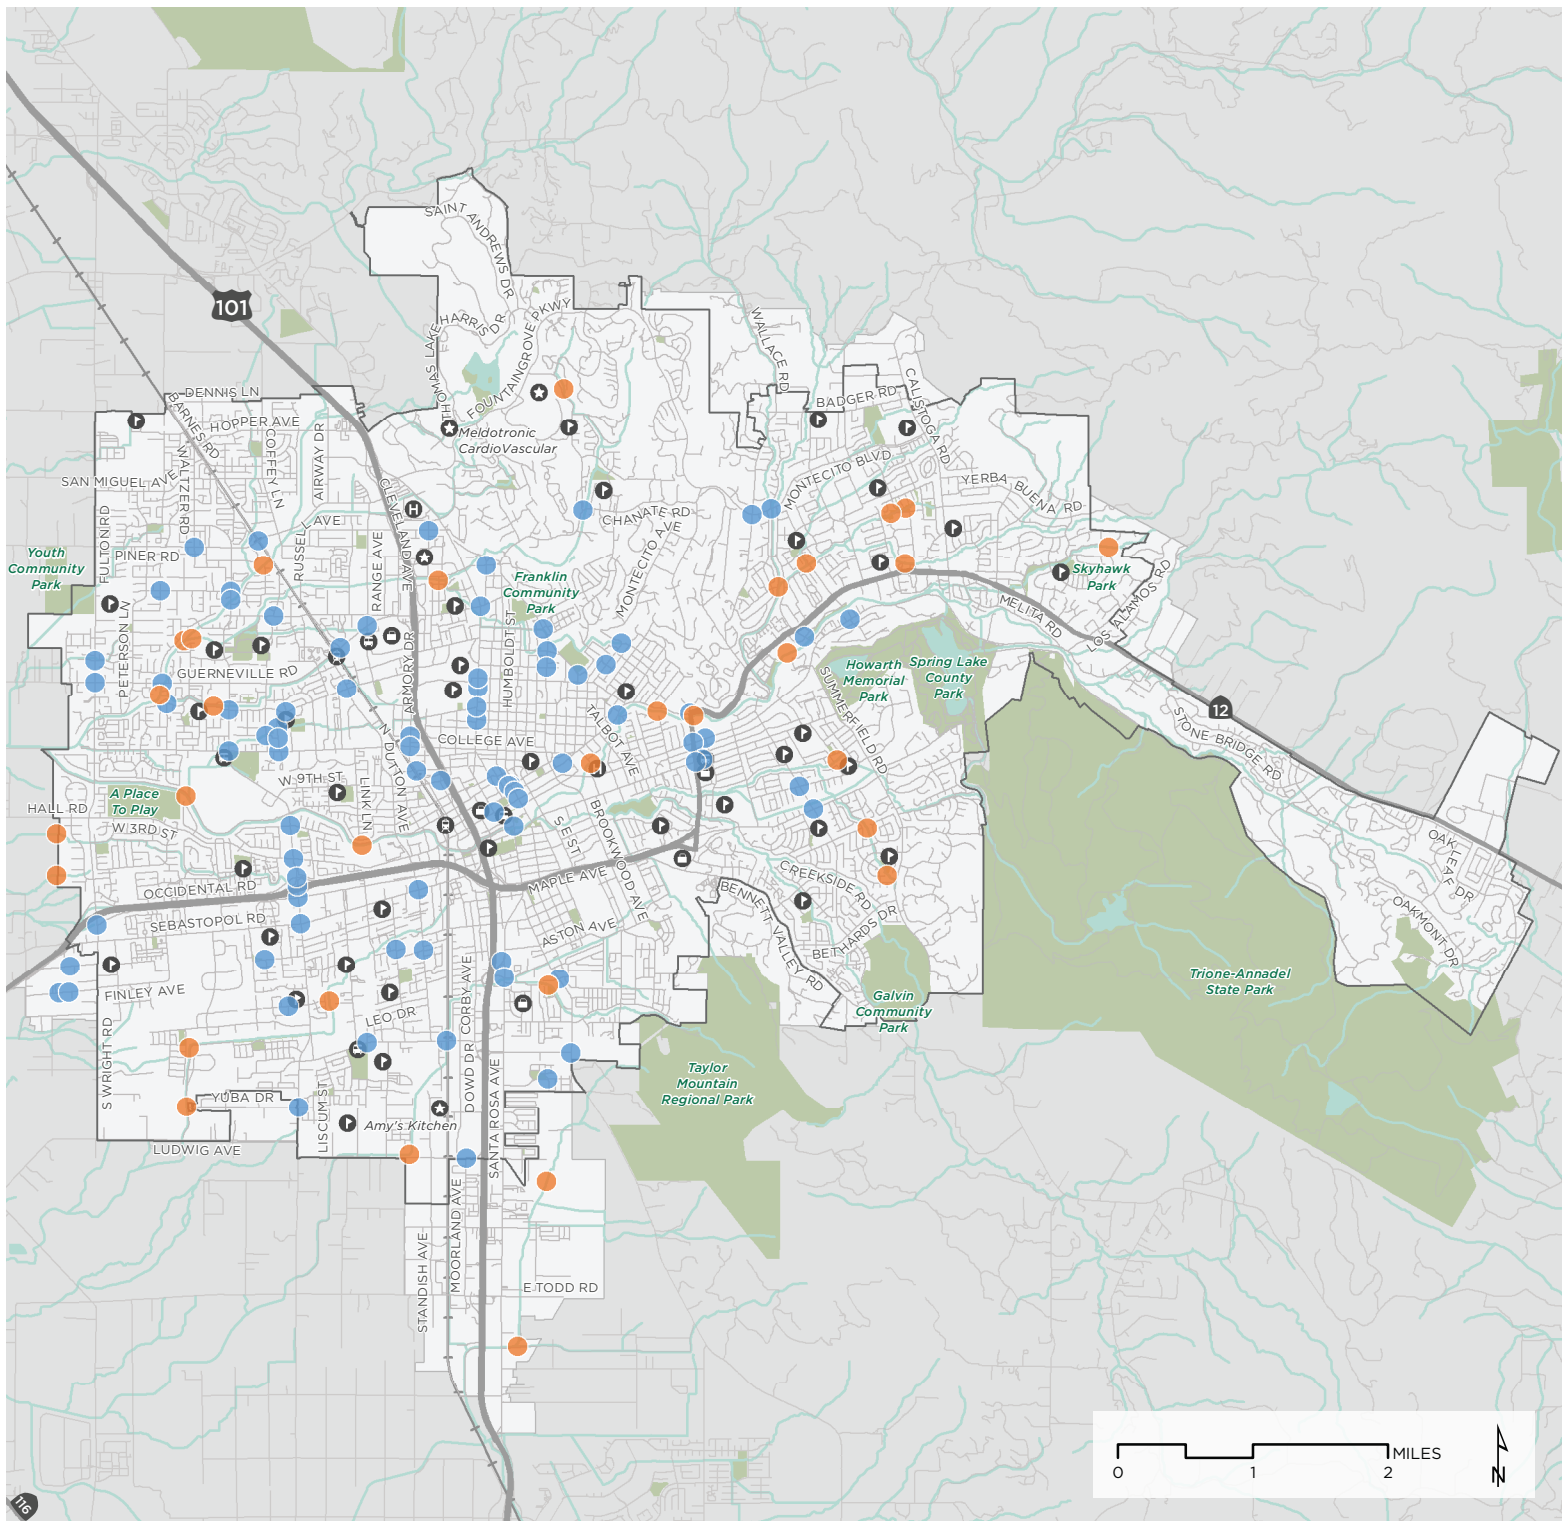 SAINT ANDREWS DR
101
HARRIS DR
FOUNTAINGROVE PKWY
THOMAS LAKE
WALLACE RD
DENNIS LN
BARNES RD
HOPPER AVE
BADGER RD
CALISTOGA RD
Meldotronic
CardioVascular
WALTZER RD
COFFEY LN
AIRWAY DR
SAN MIGUEL AVE
MONTECITO BLVD
YERBA BUENA RD
CLEVELAND AVE
H
CHANATE RD
FULTON RD
PINER RD
RUSSELL AVE
RANGE AVE
MONTECITO AVE
Youth
Community
Park
Franklin
Community
Park
Skyhawk
Park
MELITA RD
LOS ALAMOS RD
PETERSON LN
GUERNEVILLE RD
ARMORY DR
HUMBOLDT ST
Howarth
Memorial
Park
Spring Lake
County
Park
SUMMERFIELD RD
12
STONE BRIDGE RD
N DUTTON AVE
COLLEGE AVE
TALBOT AVE
W 9TH ST
LINK LN
A Place
To Play
HALL RD
W 3RD ST
S E ST
BROOKWOOD AVE
OAK LEAF DR
MAPLE AVE
CREEKSIDE RD
OCCIDENTAL RD
BENNETT VALLEY RD
SEBASTOPOL RD
ASTON AVE
BETHARDS DR
OAKMONT DR
Trione-Annadel
State Park
FINLEY AVE
LEO DR
CORBY AVE
DOWD DR
Galvin
Community
Park
S WRIGHT RD
YUBA DR
LISCUM ST
SANTA ROSA AVE
Taylor
Mountain
Regional Park
Amy's Kitchen
LUDWIG AVE
MOORLAND AVE
STANDISH AVE
E TODD RD
MILES
0
1
2
N
116